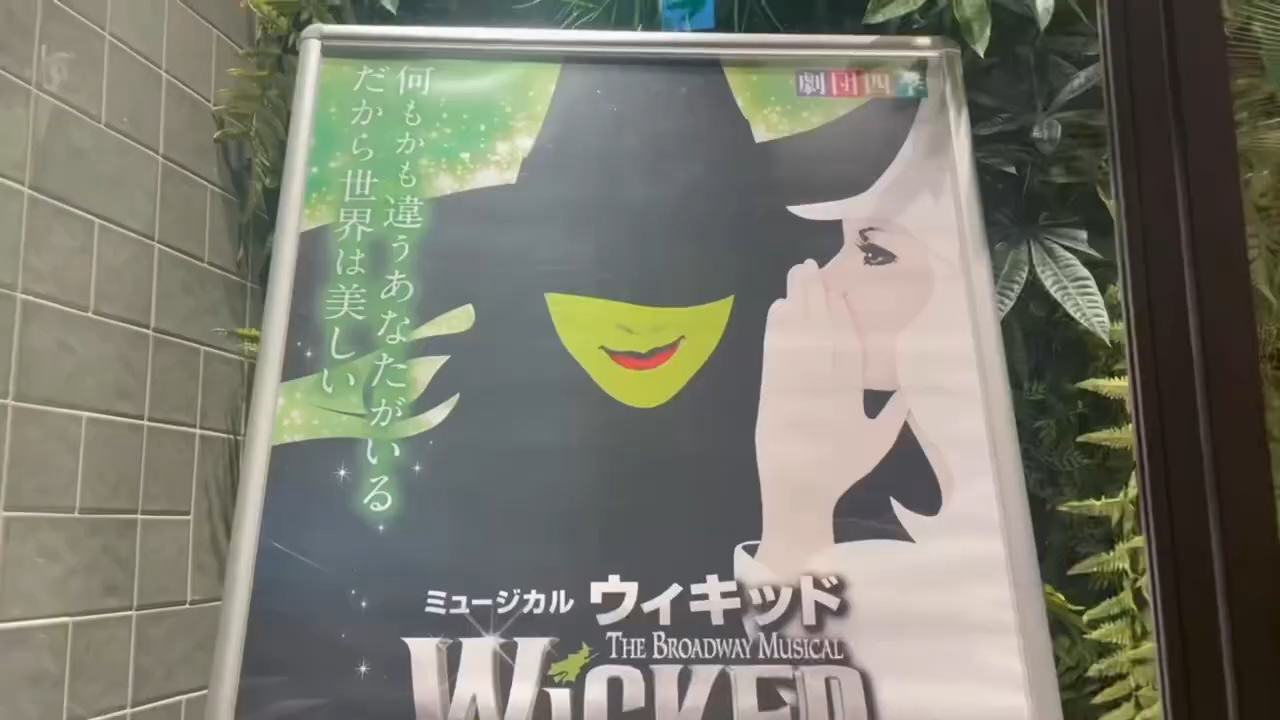 何もかも違うあなたがいる
だから世界は美しい
劇団四季
ミュージカル ウィキッド
THE BROADWAY MUSICAL
WICKED